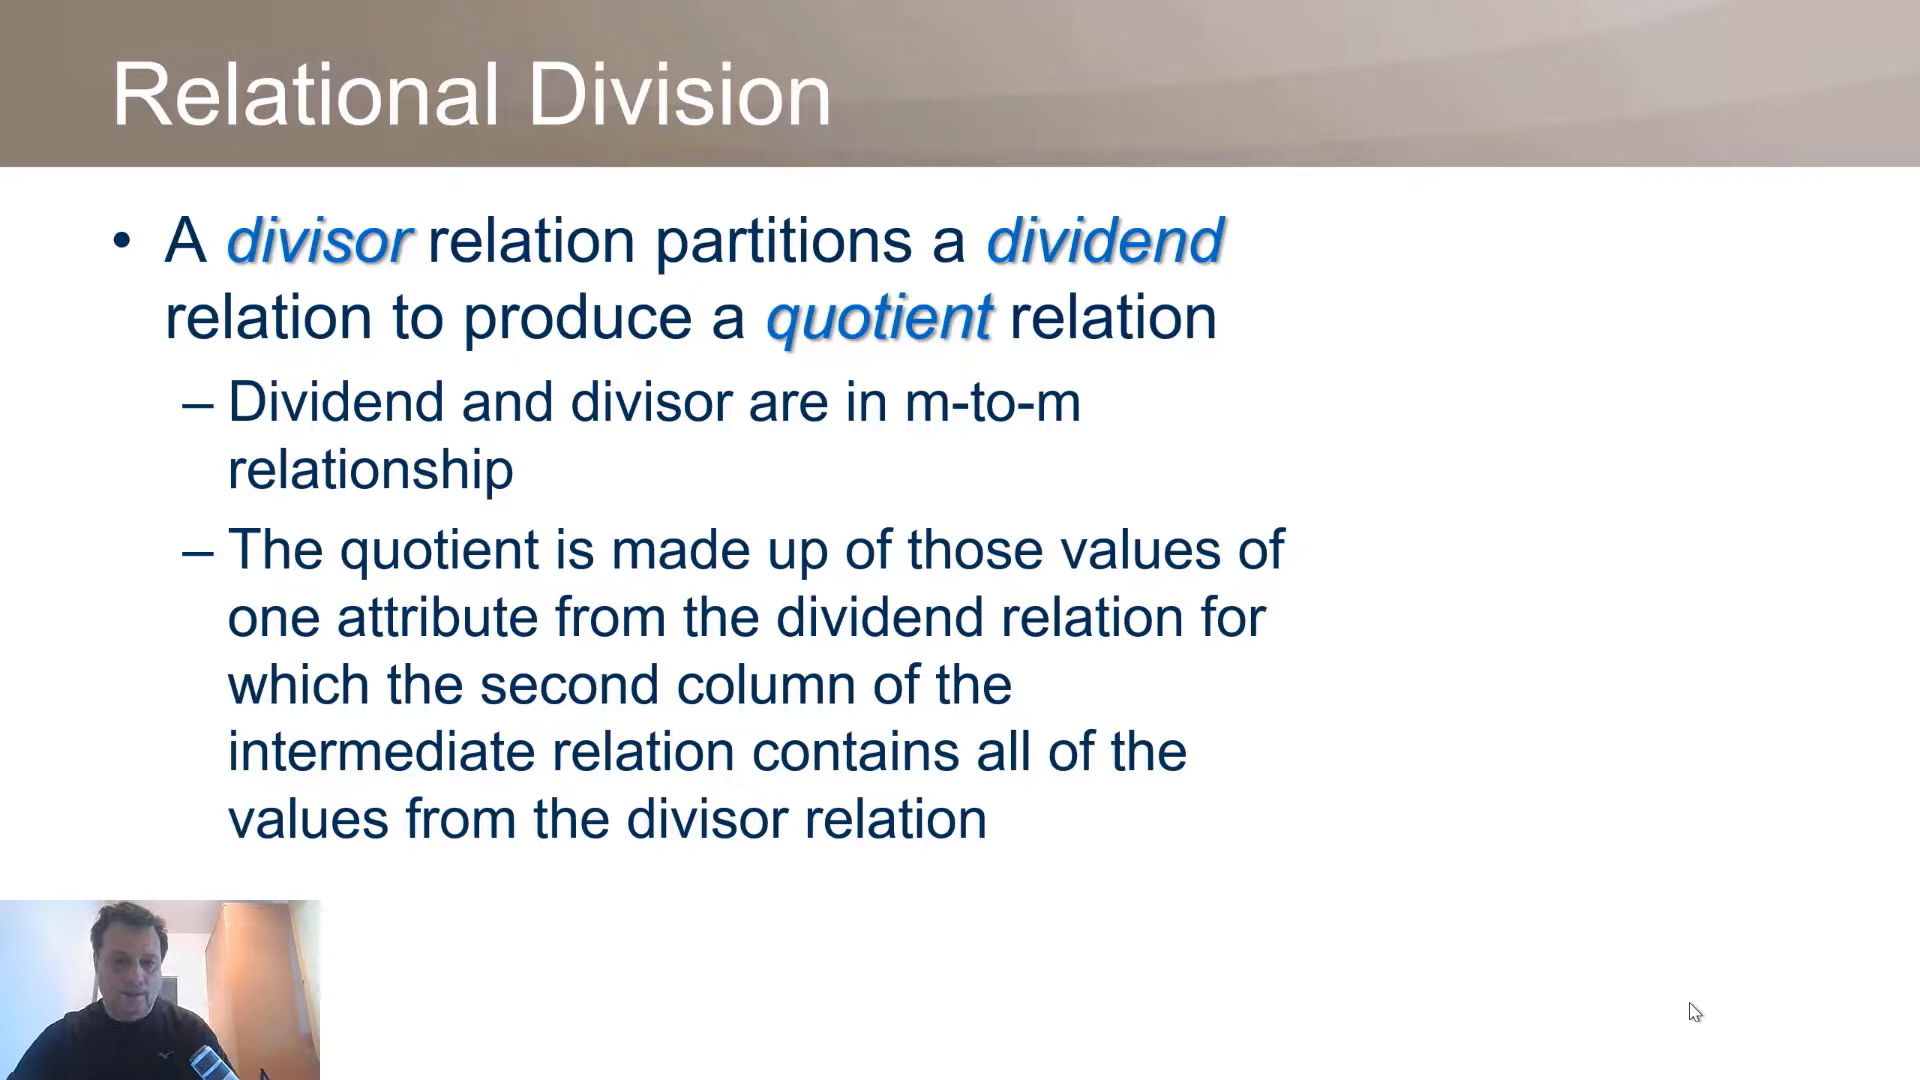 Relational Division
• A divisor relation partitions a dividend
relation to produce a quotient relation
– Dividend and divisor are in m-to-m
relationship
– The quotient is made up of those values of
one attribute from the dividend relation for
which the second column of the
intermediate relation contains all of the
values from the divisor relation